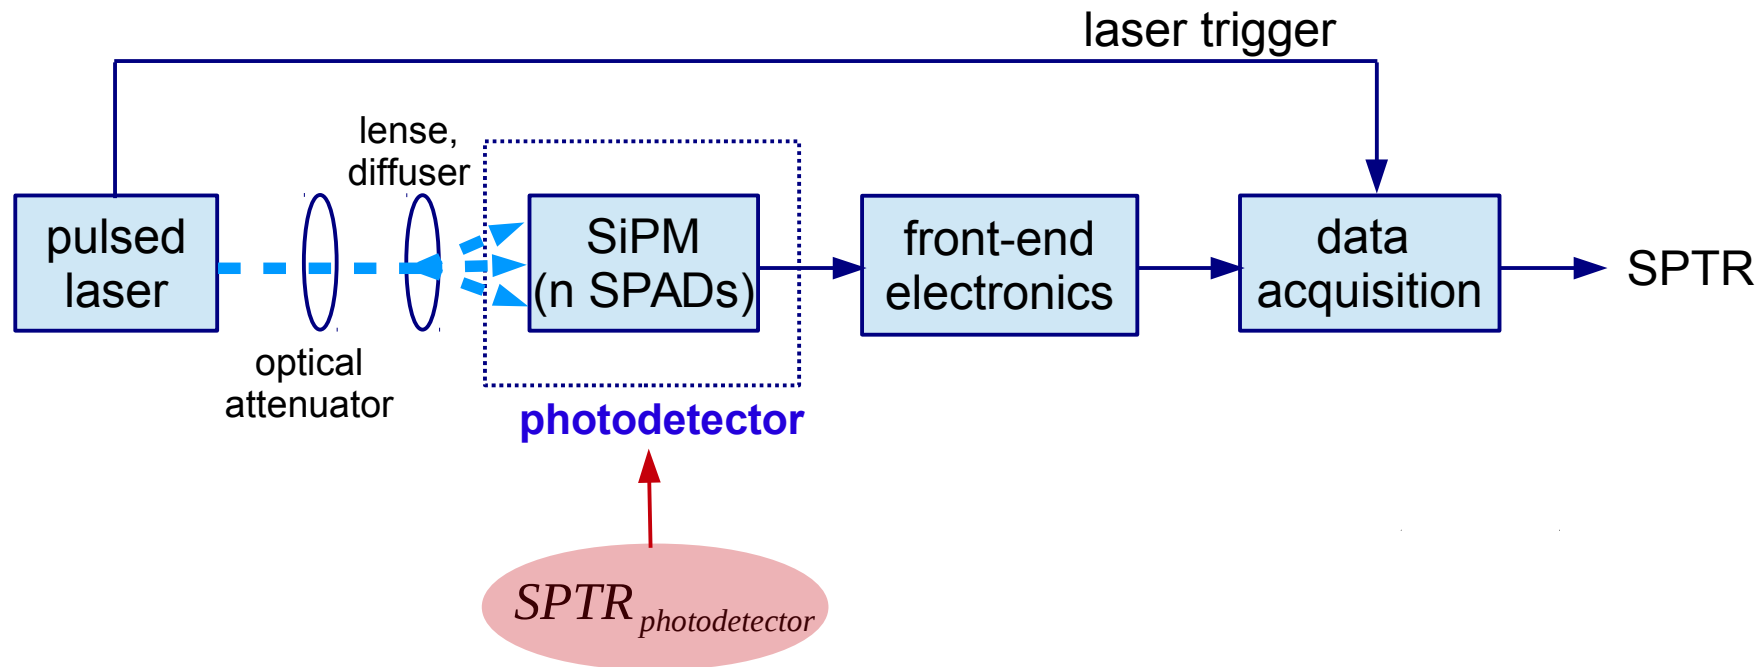 laser trigger
lense,
diffuser
pulsed
laser
SiPM
(n SPADs)
front-end
electronics
data
acquisition
SPTR
optical
attenuator
photodetector
SPTR photodetector